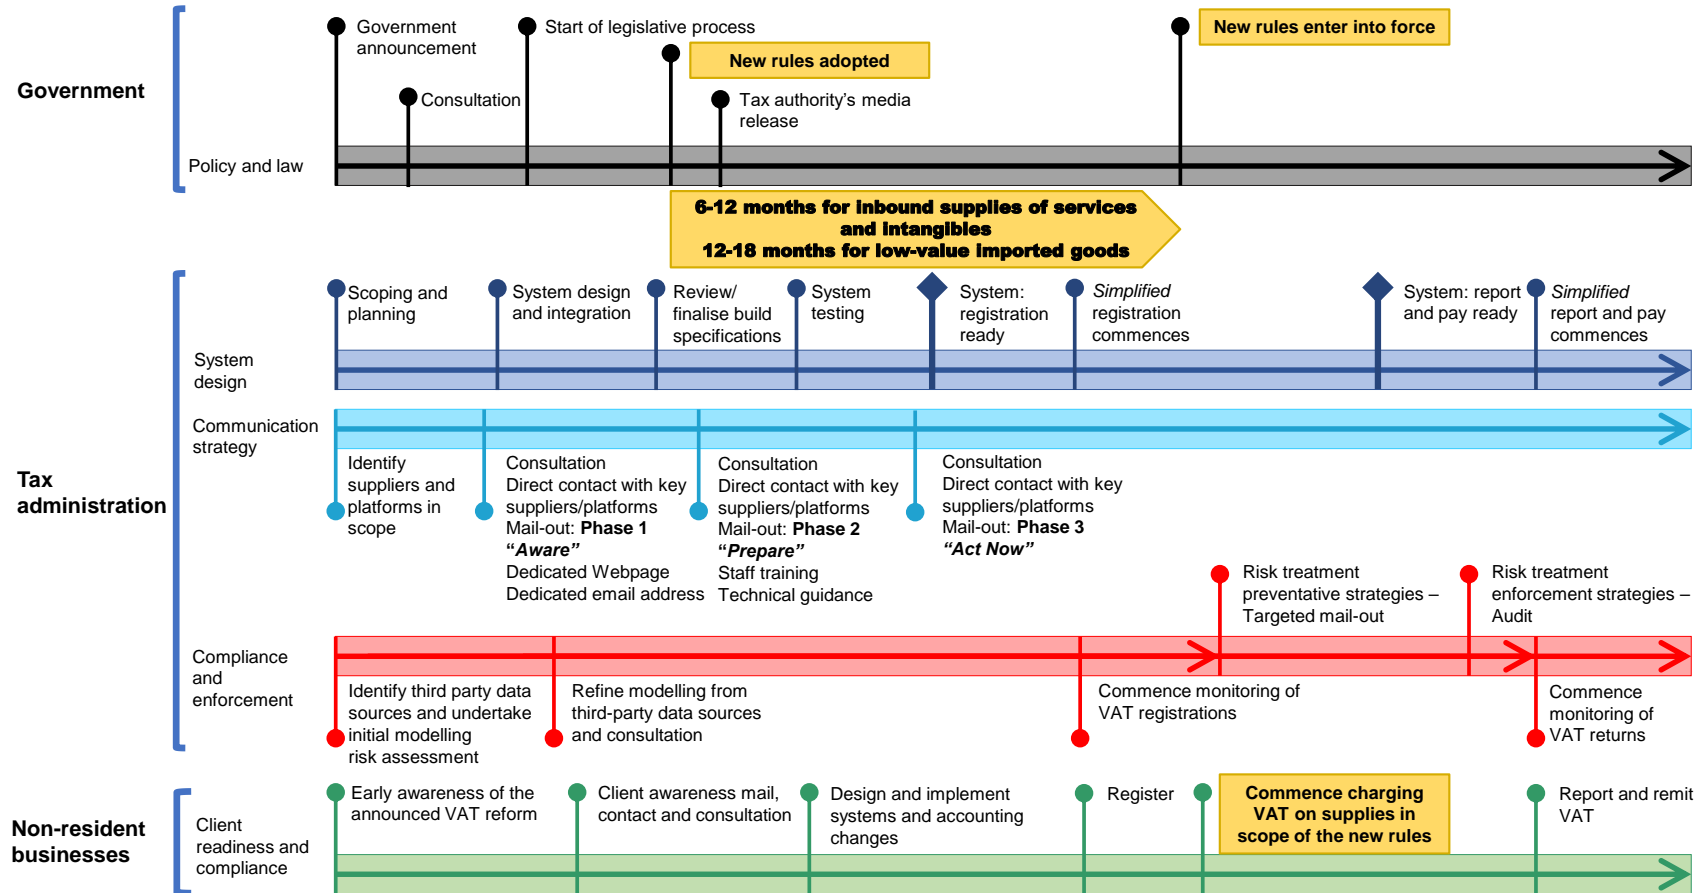 Government
Government
announcement
Start of legislative process
New rules adopted
New rules enter into force
Consultation
Tax authority’s media
release
Policy and law
6-12 months for inbound supplies of services
and intangibles
12-18 months for low-value imported goods
Tax
administration
Scoping and
planning
System design
and integration
Review/
finalise build
specifications
System
testing
System:
registration
ready
Simplified
registration
commences
System: report
and pay ready
Simplified
report and pay
commences
System
design
Communication
strategy
Identify
suppliers and
platforms in
scope
Consultation
Direct contact with key
suppliers/platforms
Mail-out: Phase 1
“Aware”
Dedicated Webpage
Dedicated email address
Consultation
Direct contact with key
suppliers/platforms
Mail-out: Phase 2
“Prepare”
Staff training
Technical guidance
Consultation
Direct contact with key
suppliers/platforms
Mail-out: Phase 3
“Act Now”
Risk treatment
preventative strategies –
Targeted mail-out
Risk treatment
enforcement strategies –
Audit
Compliance
and
enforcement
Identify third party data
sources and undertake
initial modelling
risk assessment
Refine modelling from
third-party data sources
and consultation
Commence monitoring of
VAT registrations
Commence
monitoring of
VAT returns
Non-resident
businesses
Client
readiness and
compliance
Early awareness of the
announced VAT reform
Client awareness mail,
contact and consultation
Design and implement
systems and accounting
changes
Register
Commence charging
VAT on supplies in
scope of the new rules
Report and remit
VAT